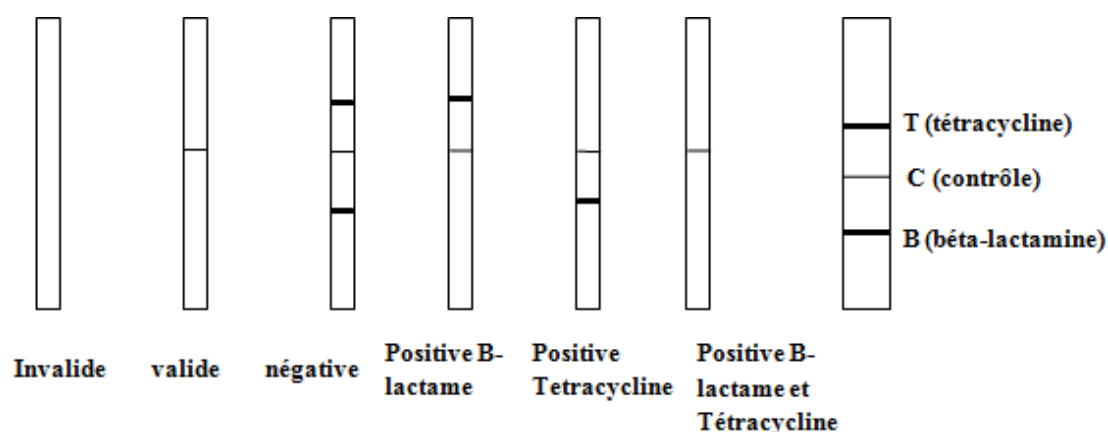 T (tétracycline)
C (contrôle)
B (béta-lactamine)
Invalide
valide
négative
Positive B-
lactame
Positive
Tetracycline
Positive B-
lactame et
Tétracycline